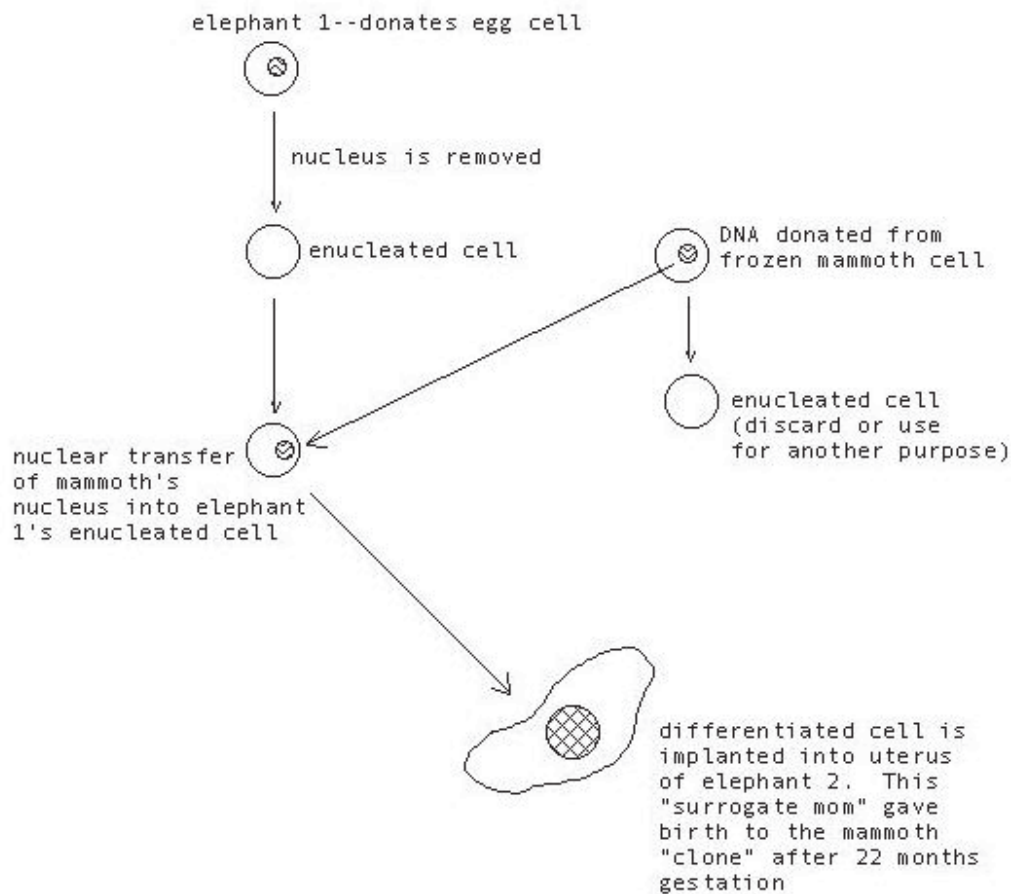 elephant 1--donates egg cell
nucleus is removed
enucleated cell
DNA donated from
frozen mammoth cell
enucleated cell
(discard or use
for another purpose)
nuclear transfer
of mammoth's
nucleus into elephant
1's enucleated cell
differentiated cell is
implanted into uterus
of elephant 2.  This
"surrogate mom" gave
birth to the mammoth
"clone" after 22 months
gestation